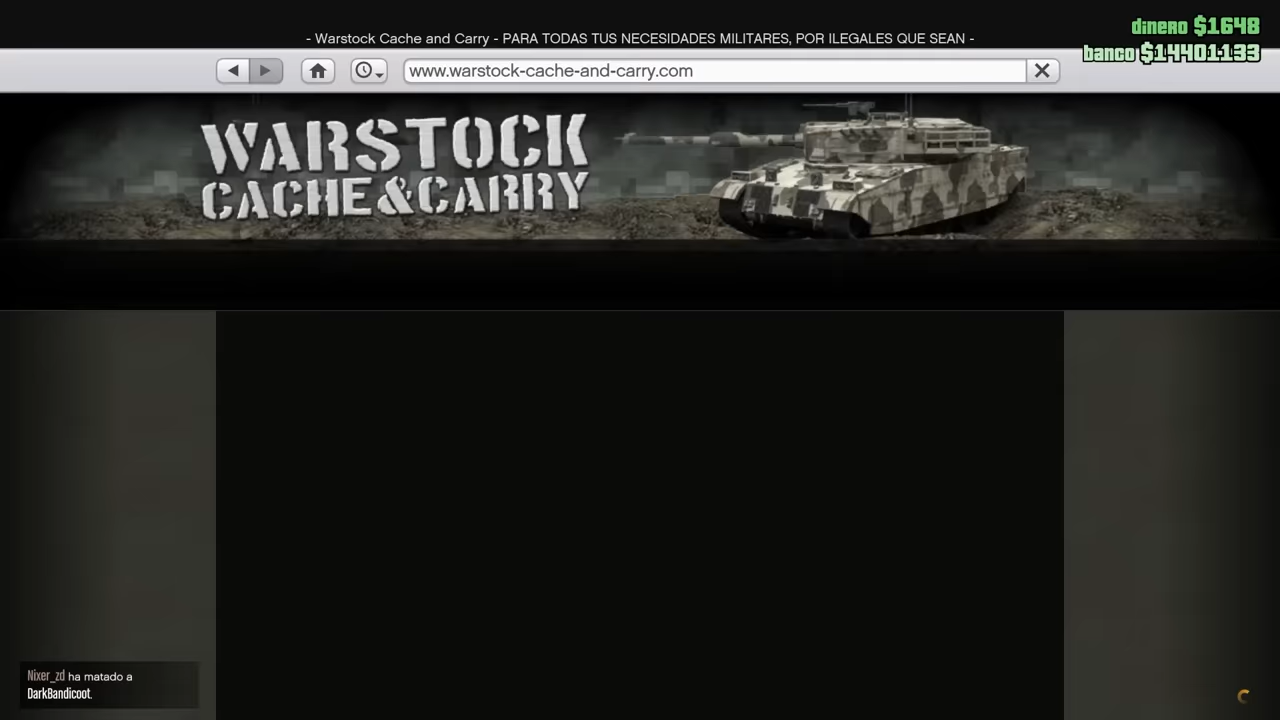 - Warstock Cache and Carry - PARA TODAS TUS NECESIDADES MILITARES, POR ILEGALES QUE SEAN -
dinero $1648
banco $14401133
www.warstock-cache-and-carry.com
WARSTOCK
CACHE&CARRY
Nixer_zd ha matado a
DarkBandicoot.